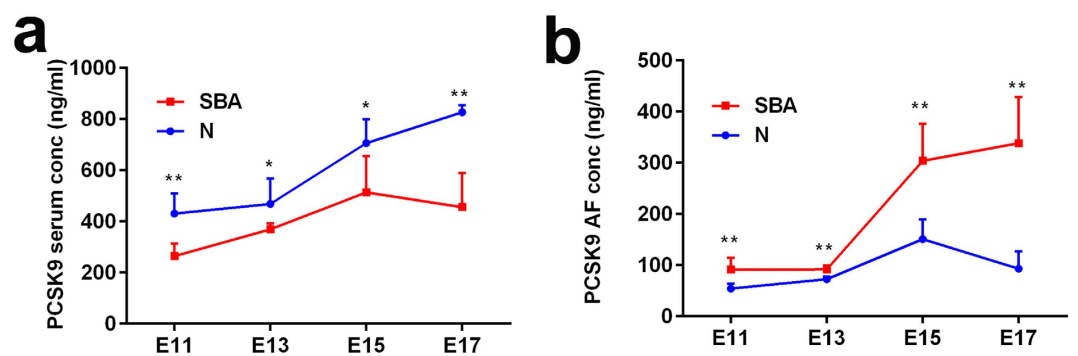 a
PCSK9 serum conc (ng/ml)
1000
800
600
400
200
0
SBA
N
**
*
*
**
E11
E13
E15
E17
b
PCSK9 AF conc (ng/ml)
500
400
300
200
100
0
SBA
N
**
**
**
**
E11
E13
E15
E17